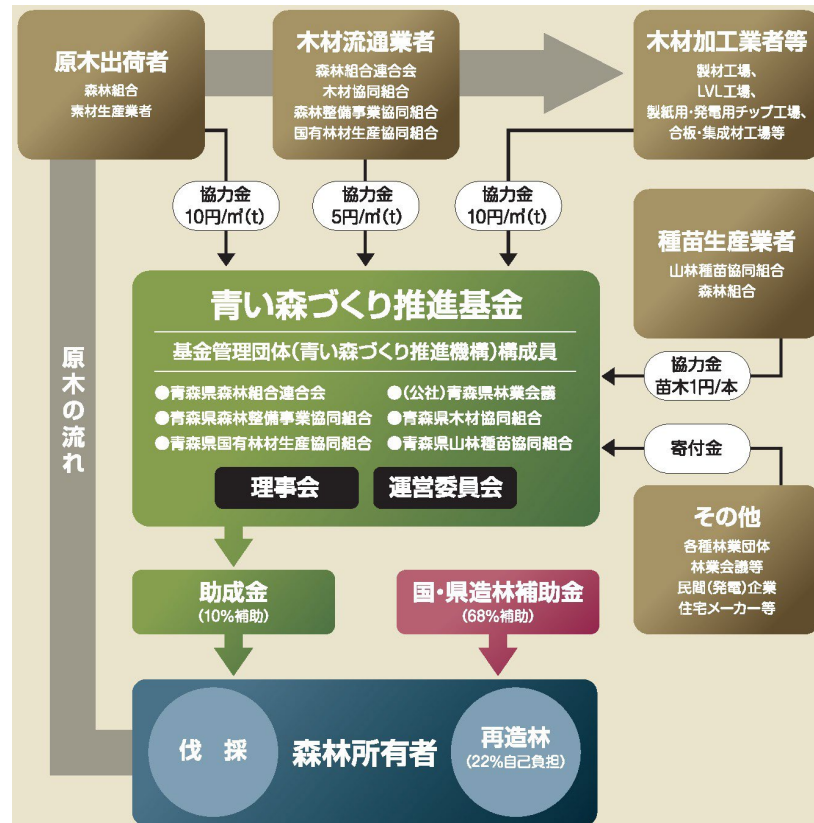 原木出荷者
森林組合
素材生産業者
木材流通業者
森林組合連合会
木材協同組合
森林整備事業協同組合
国有林材生産協同組合
木材加工業者等
製材工場、
LVL工場、
製紙用・発電用チップ工場、
合板・集成材工場等
協力金
10円/㎥(t)
協力金
5円/㎥(t)
協力金
10円/㎥(t)
種苗生産業者
山林種苗協同組合
森林組合
青い森づくり推進基金
基金管理団体(青い森づくり推進機構)構成員
●青森県森林組合連合会
●(公社)青森県林業会議
●青森県森林整備事業協同組合
●青森県木材協同組合
●青森県国有林材生産協同組合
●青森県山林種苗協同組合
理事会
運営委員会
協力金
苗木1円/本
寄付金
その他
各種林業団体
林業会議等
民間(発電)企業
住宅メーカー等
原木の流れ
助成金
(10%補助)
国・県造林補助金
(68%補助)
伐 採
森林所有者
再造林
(22%自己負担)